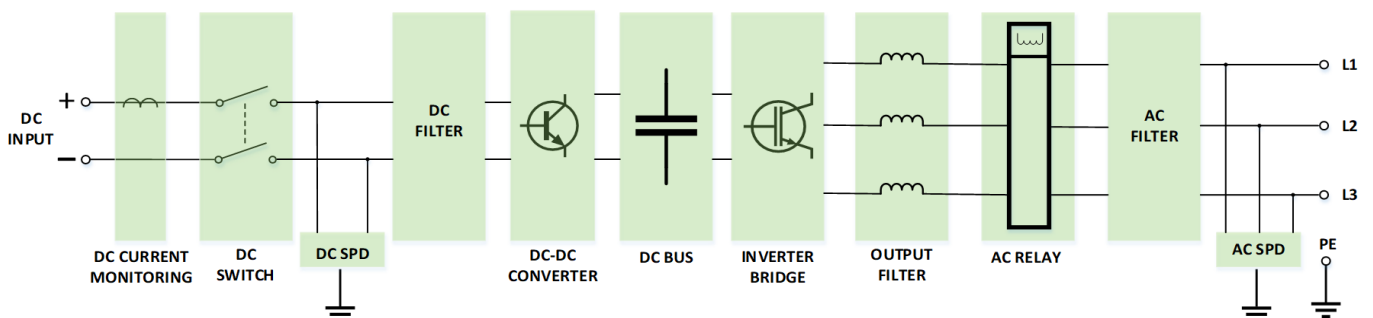 +
DC
INPUT
−
DC CURRENT
MONITORING
DC
SWITCH
DC SPD
DC
FILTER
DC-DC
CONVERTER
DC BUS
INVERTER
BRIDGE
OUTPUT
FILTER
AC RELAY
AC
FILTER
L1
L2
L3
AC SPD
PE